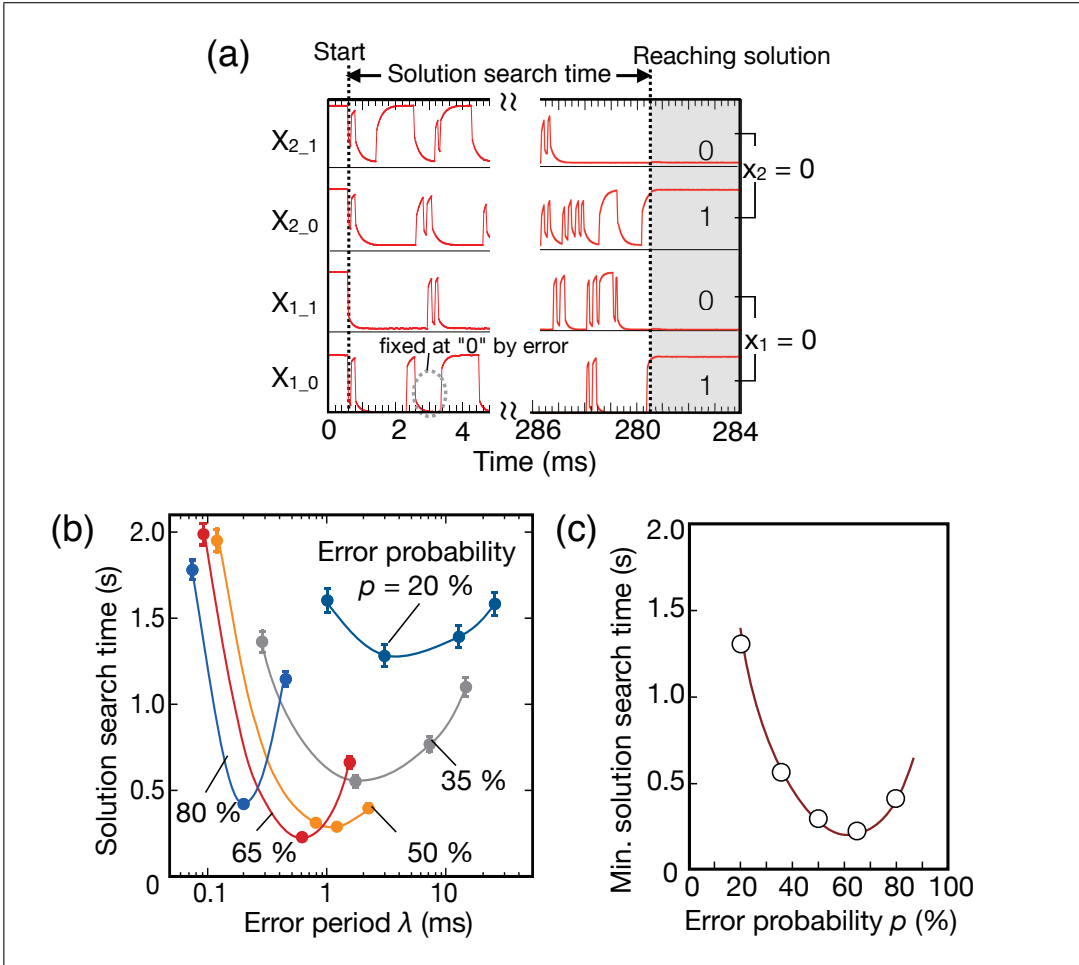 (a)
Start
Reaching solution
Solution search time
X2_1
X2_0
X1_1
X1_0
0
1
x2 = 0
0
1
x1 = 0
fixed at "0" by error
0 2 4 286 280 284
Time (ms)
(b)
Solution search time (s)
2.0
1.5
1.0
0.5
0
0.1 1 10
Error period λ (ms)
Error probability
p = 20 %
35 %
80 %
65 %
50 %
(c)
Min. solution search time (s)
2.0
1.5
1.0
0.5
0
0 20 40 60 80 100
Error probability p (%)